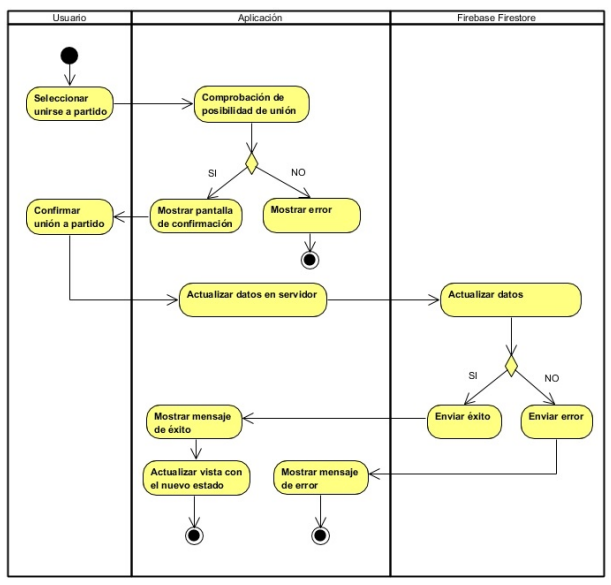 Usuario
Aplicación
Firebase Firestore
Seleccionar
unirse a partido
Comprobación de
posibilidad de unión
SI
NO
Confirmar
unión a partido
Mostrar pantalla
de confirmación
Mostrar error
Actualizar datos en servidor
Actualizar datos
SI
NO
Mostrar mensaje
de éxito
Enviar éxito
Enviar error
Actualizar vista con
el nuevo estado
Mostrar mensaje
de error